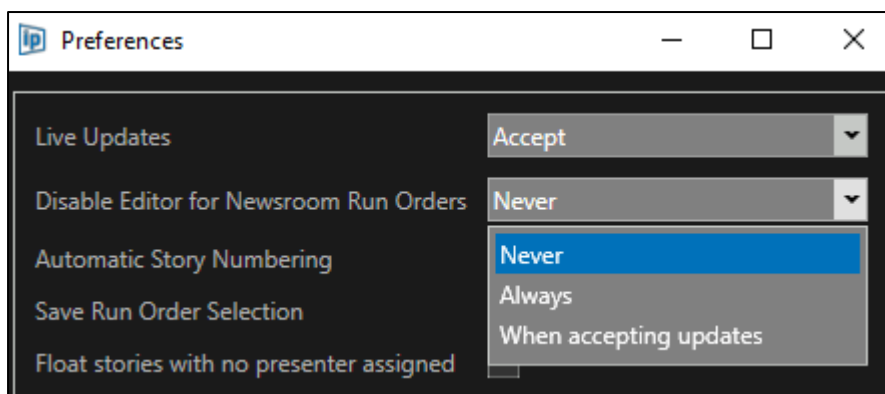 ip Preferences
Live Updates Accept
Disable Editor for Newsroom Run Orders Never
Never
Automatic Story Numbering
Always
Save Run Order Selection
When accepting updates
Float stories with no presenter assigned